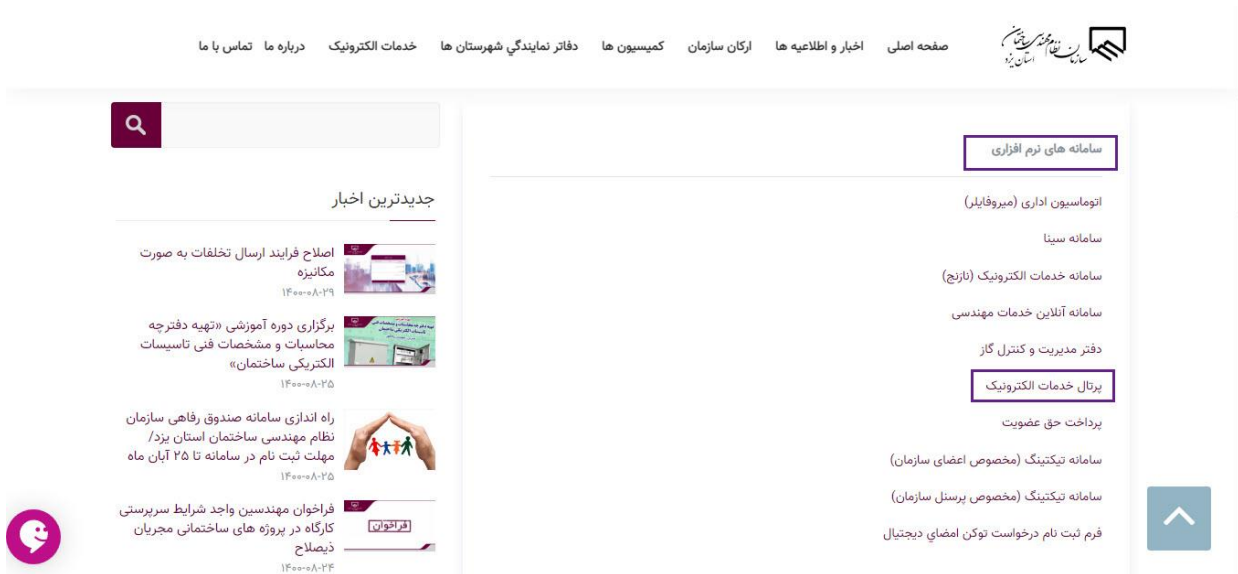 سازمان نظام مهندسی ساختمان
استان یزد
صفحه اصلی
اخبار و اطلاعیه ها
ارکان سازمان
کمیسیون ها
دفاتر نمایندگي شهرستان ها
خدمات الکترونیک
درباره ما
تماس با ما
سامانه های نرم افزاری
اتوماسیون اداری (میروفایلر)
سامانه سینا
سامانه خدمات الکترونیک (نازنج)
سامانه آنلاین خدمات مهندسی
دفتر مدیریت و کنترل گاز
پرتال خدمات الکترونیک
پرداخت حق عضویت
سامانه تیکتینگ (مخصوص اعضای سازمان)
سامانه تیکتینگ (مخصوص پرسنل سازمان)
فرم ثبت نام درخواست توکن امضاي دیجتیال
جدیدترین اخبار
اصلاح فرایند ارسال تخلفات به صورت
مکانیزه
۱۴۰۰-۰۸-۲۹
برگزاری دوره آموزشی «تهیه دفترچه
محاسبات و مشخصات فنی تاسیسات
الکتریکی ساختمان»
۱۴۰۰-۰۸-۲۵
راه اندازی سامانه صندوق رفاهی سازمان
نظام مهندسی ساختمان استان یزد/
مهلت ثبت نام در سامانه تا ۲۵ آبان ماه
۱۴۰۰-۰۸-۲۵
فراخوان
فراخوان مهندسین واجد شرایط سرپرستی
کارگاه در پروژه های ساختمانی مجریان
ذیصلاح
۱۴۰۰-۰۸-۲۴